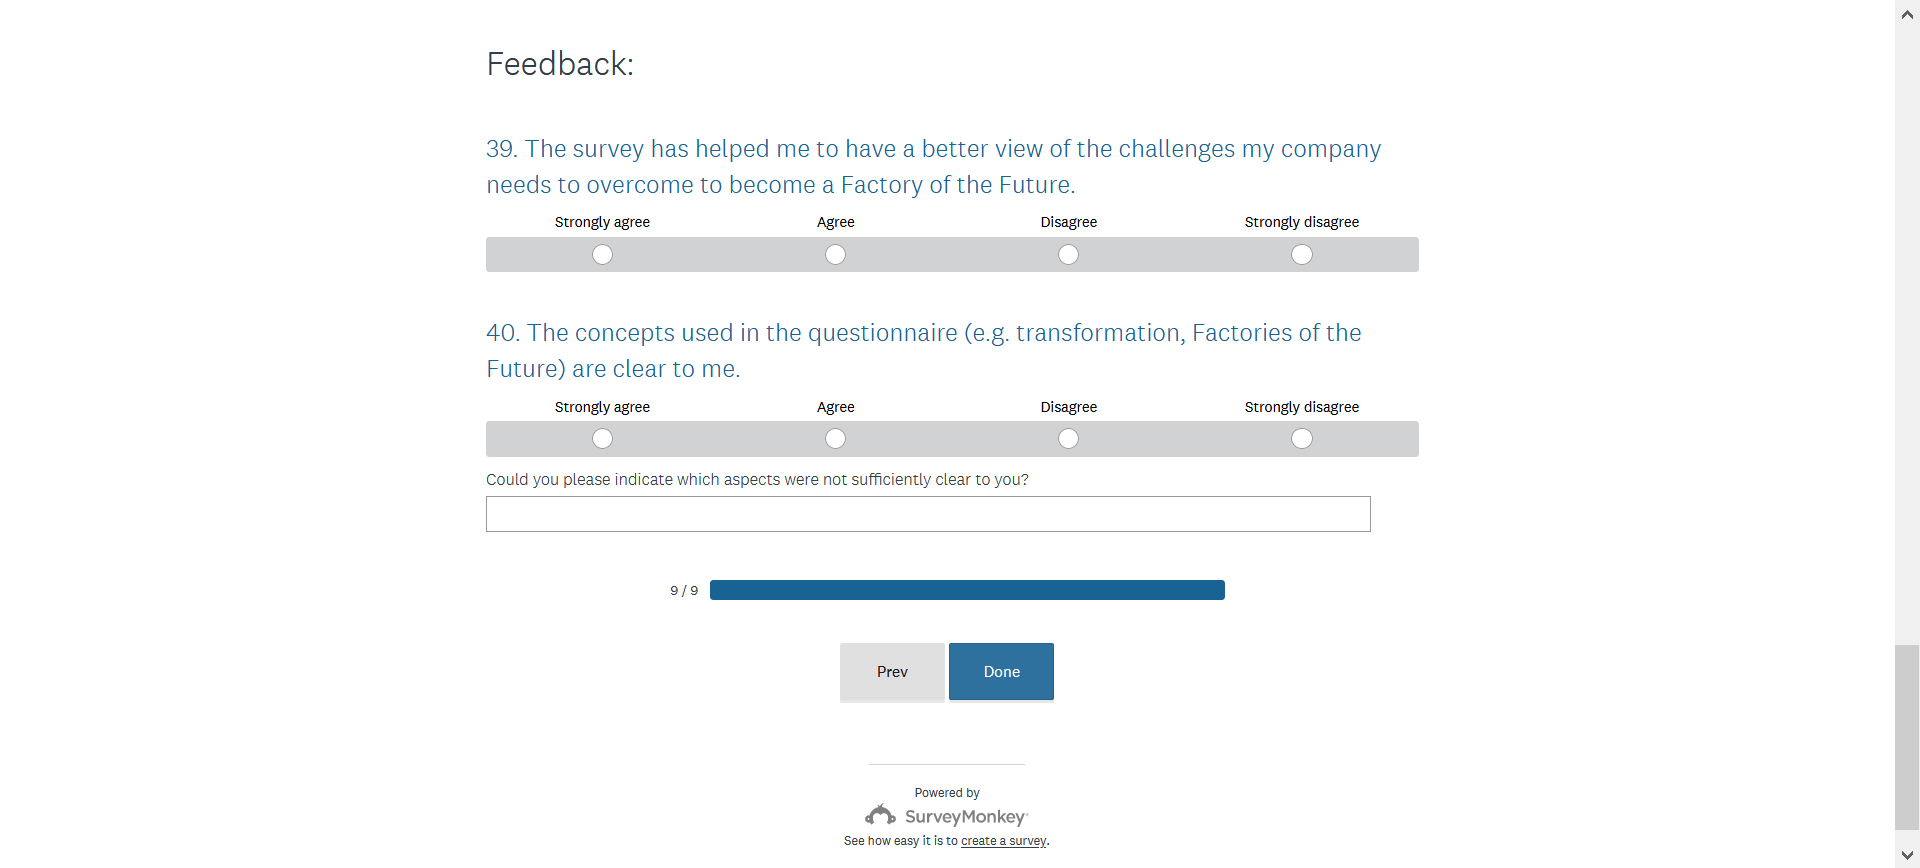 Feedback:
39. The survey has helped me to have a better view of the challenges my company
needs to overcome to become a Factory of the Future.
Strongly agree Agree Disagree Strongly disagree
40. The concepts used in the questionnaire (e.g. transformation, Factories of the
Future) are clear to me.
Strongly agree Agree Disagree Strongly disagree
Could you please indicate which aspects were not sufficiently clear to you?
9 / 9
Prev Done
Powered by
SurveyMonkey
See how easy it is to create a survey.